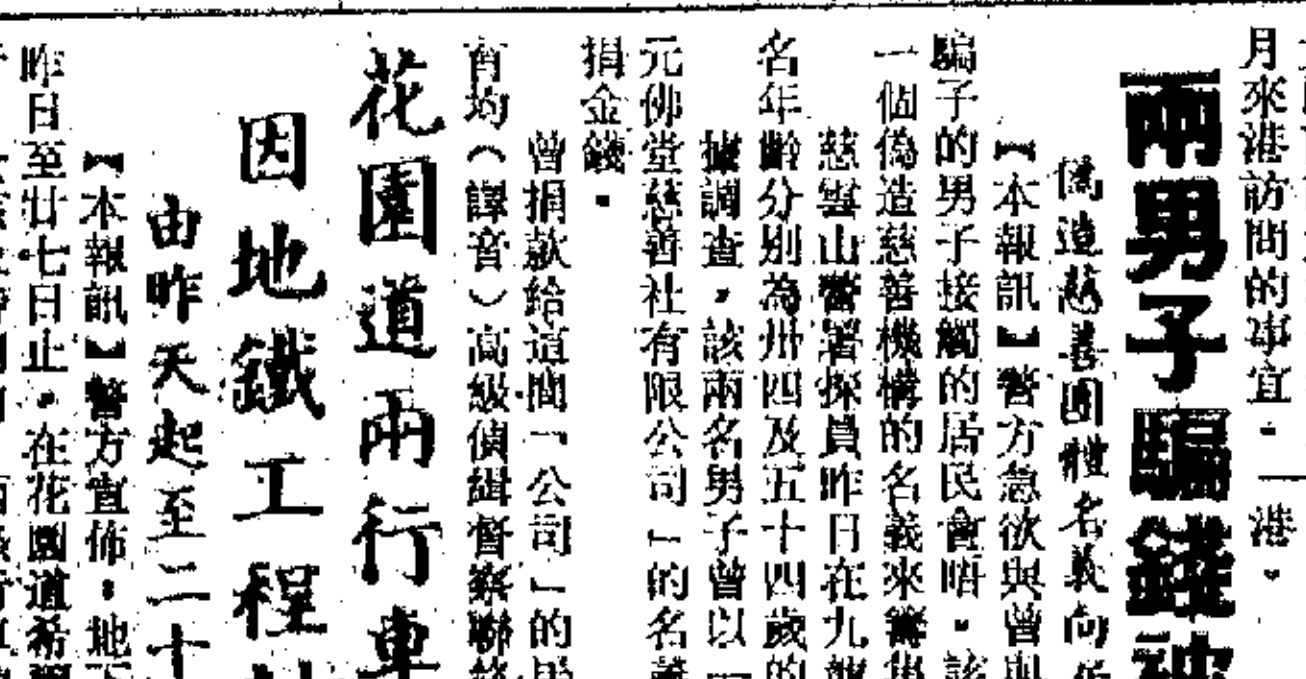 月來港訪問的事宜。︱港
兩男子騙錢被
偽造慈善團體名義向
【本報訊】警方急欲與曾與
騙子的男子接觸的居民會晤。該
一個偽造慈善機構的名義來籌集
慈雲山警署探員昨日在九龍
名年齡分別為卅四及五十四歲的
據調查,該兩名男子曾以「
元佛堂慈善社有限公司」的名義
捐金錢。
曾捐款給這間「公司」的居
有均(譯音)高級偵緝督察聯絡
花園道兩行車
因地鐵工程
由昨天起至二十
【本報訊】警方宣佈:地下
昨日至廿七日止,在花園道希